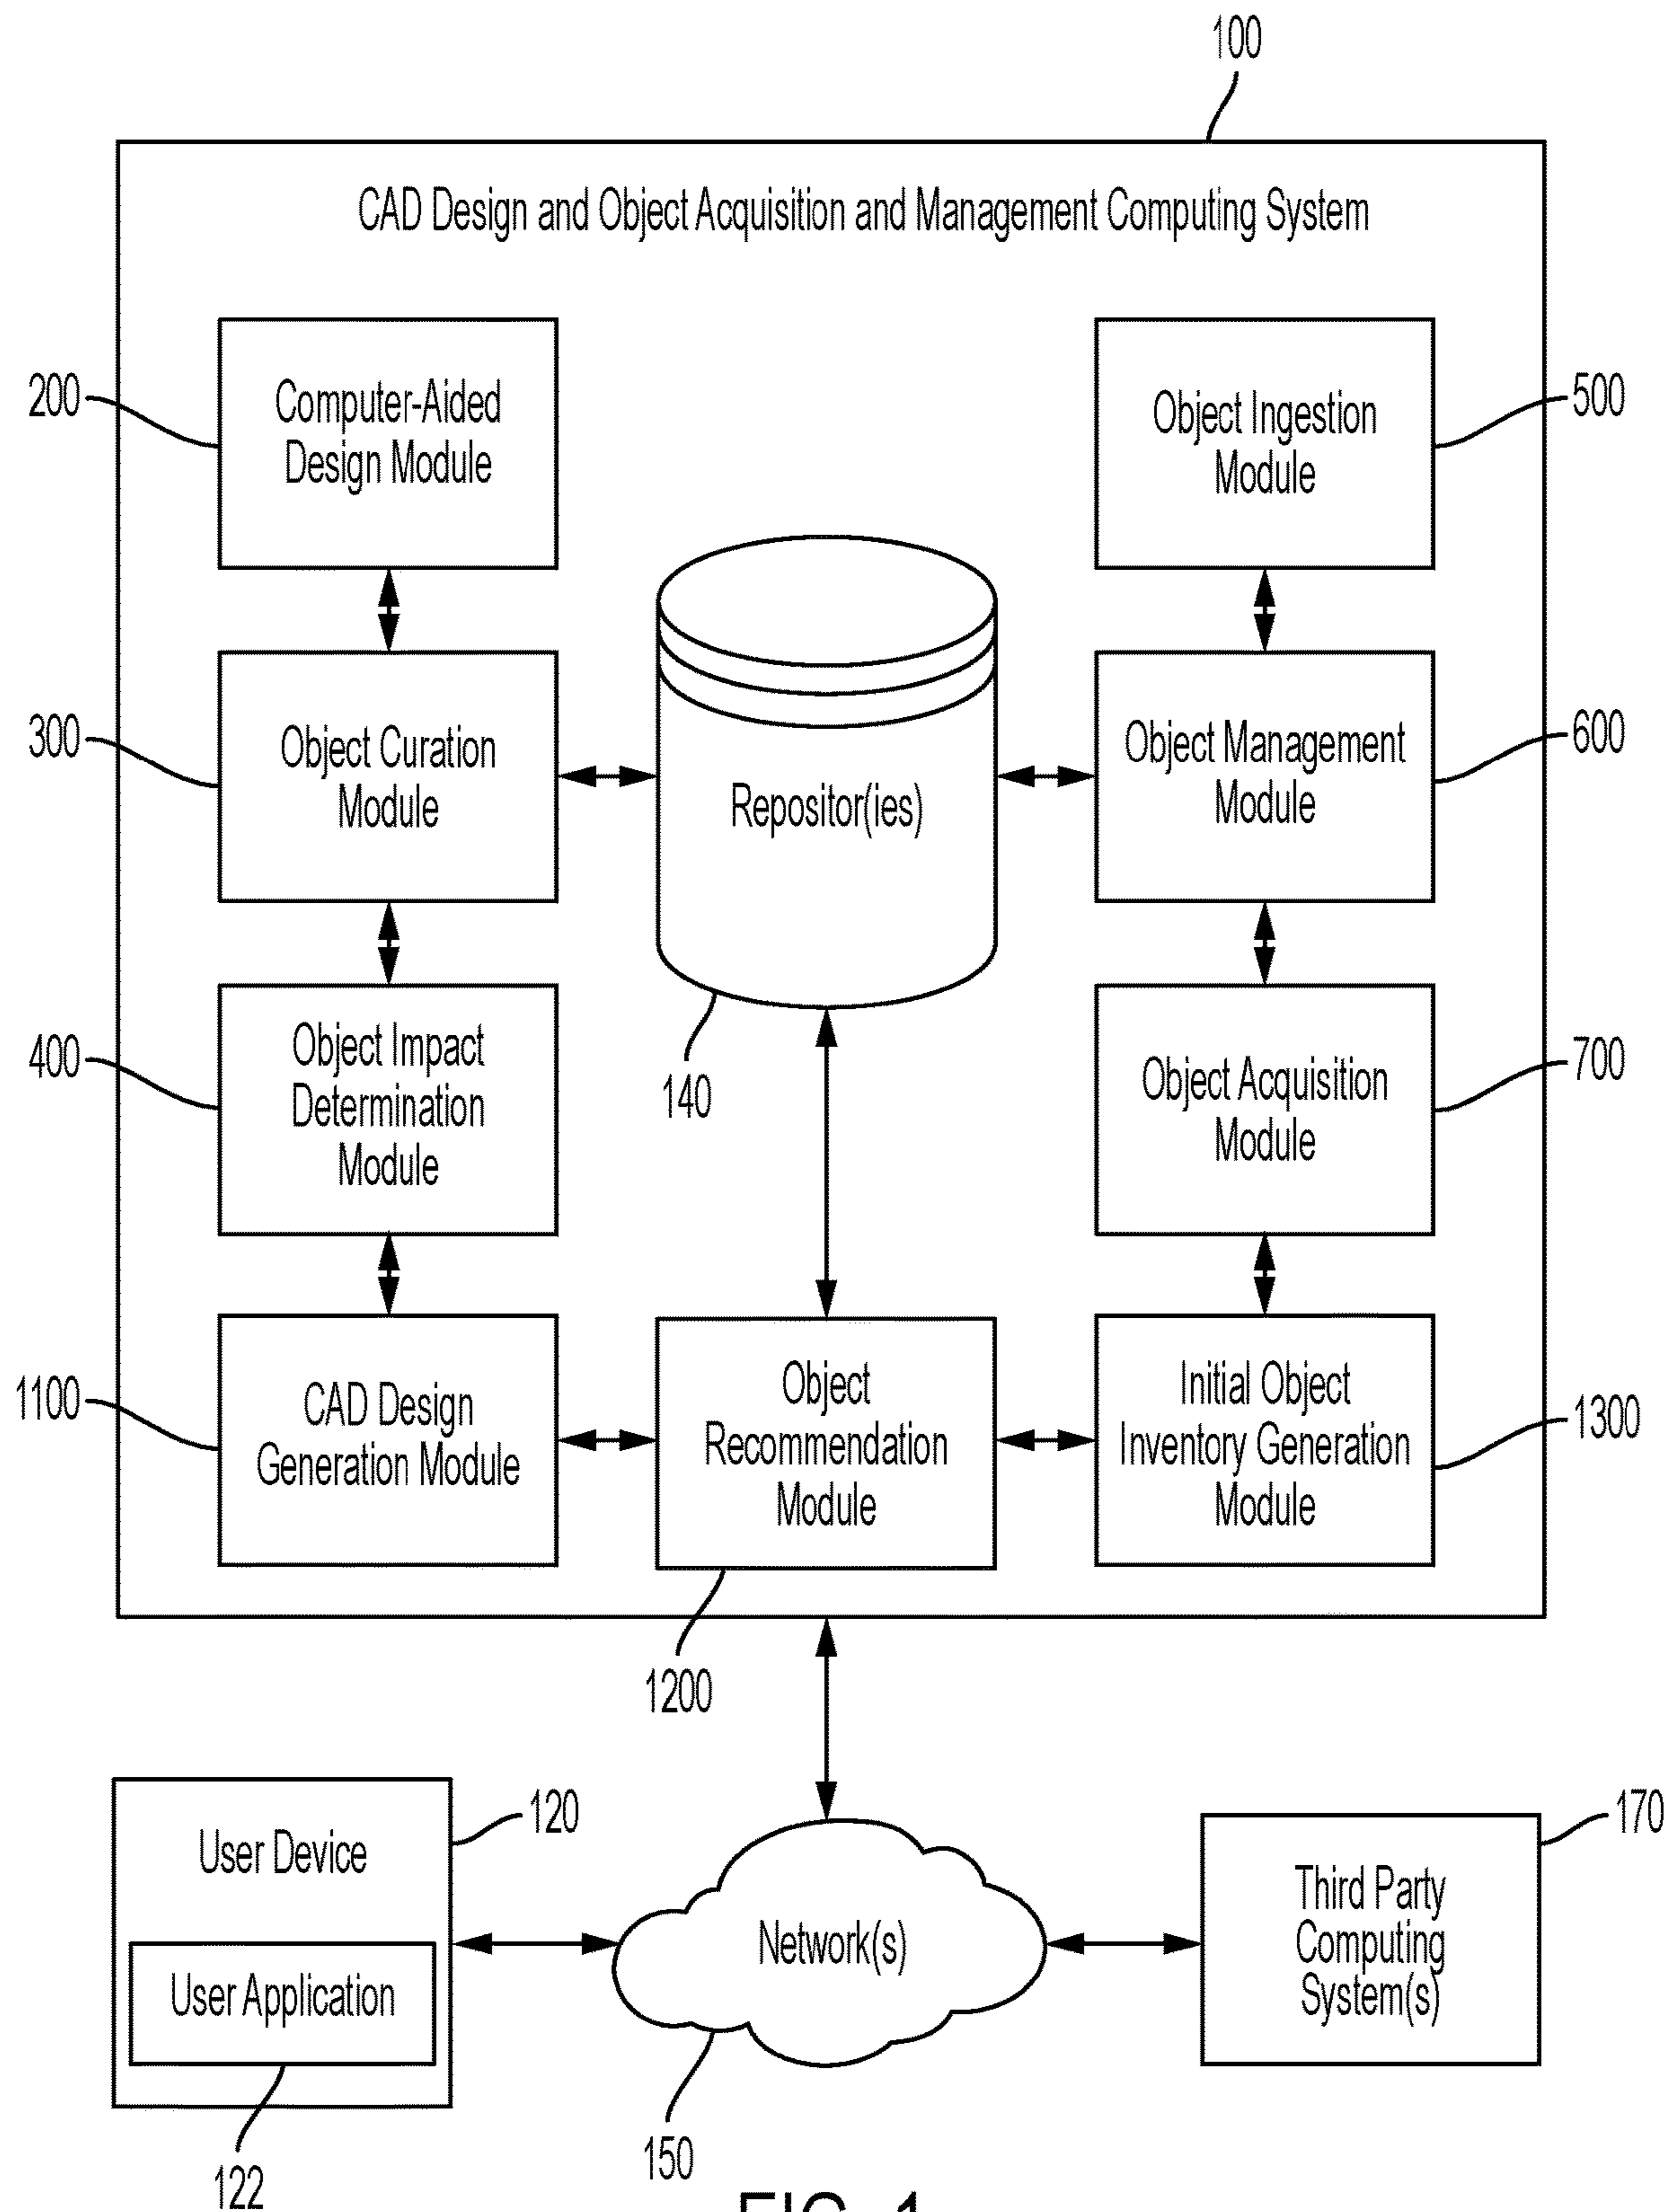 100
CAD Design and Object Acquisition and Management Computing System
200
Computer-Aided
Design Module
Object Ingestion
Module
500
300
Object Curation
Module
Repositor(ies)
Object Management
Module
600
400
Object Impact
Determination
Module
140
Object Acquisition
Module
700
1100
CAD Design
Generation Module
Object
Recommendation
Module
Initial Object
Inventory Generation
Module
1300
1200
User Device
120
User Application
122
Network(s)
150
Third Party
Computing
System(s)
170
FIG. 1